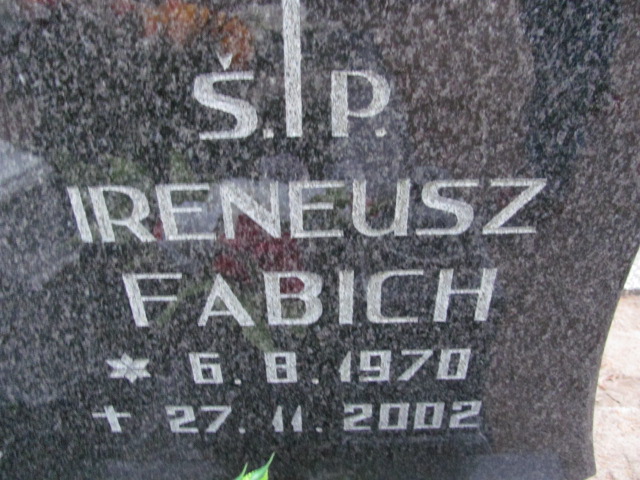 Ś.P.
IRENEUSZ
FABICH
* 6. 8. 1970
+ 27. 11. 2002